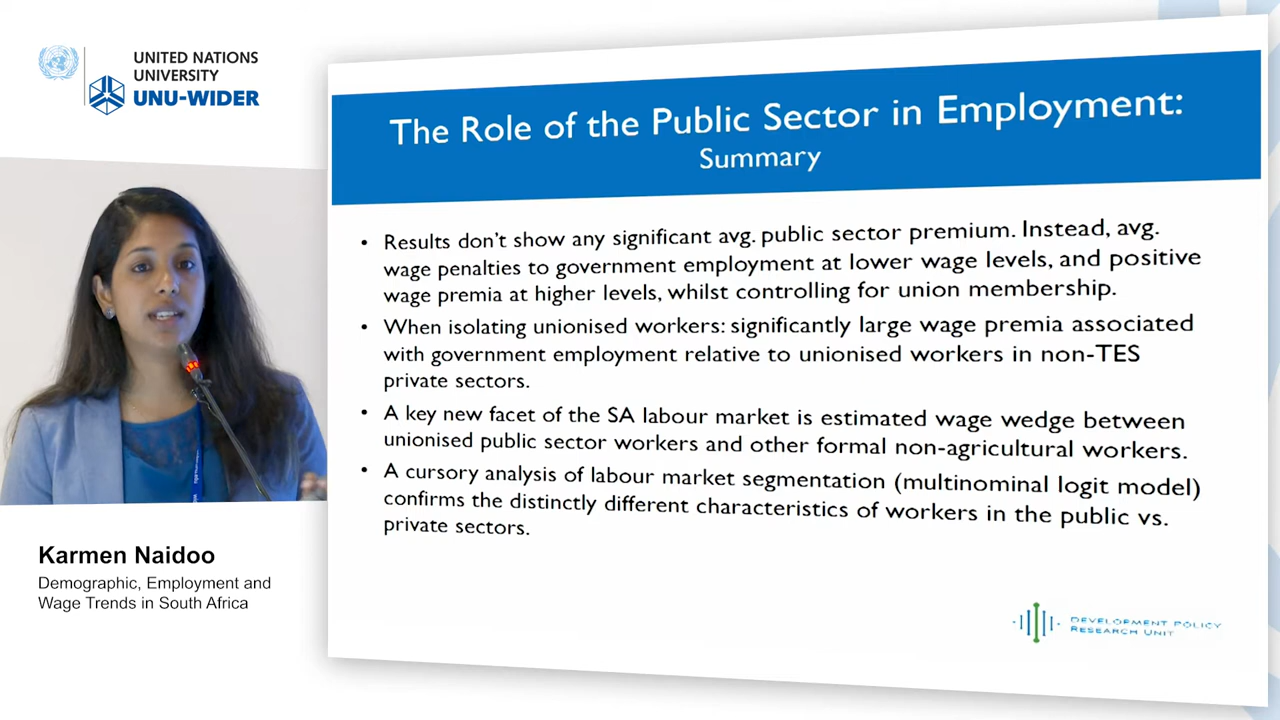 UNITED NATIONS
UNIVERSITY
UNU-WIDER
The Role of the Public Sector in Employment:
Summary
• Results don't show any significant avg. public sector premium. Instead, avg.
wage penalties to government employment at lower wage levels, and positive
wage premia at higher levels, whilst controlling for union membership.
• When isolating unionised workers: significantly large wage premia associated
with government employment relative to unionised workers in non-TES
private sectors.
• A key new facet of the SA labour market is estimated wage wedge between
unionised public sector workers and other formal non-agricultural workers.
• A cursory analysis of labour market segmentation (multinominal logit model)
confirms the distinctly different characteristics of workers in the public vs.
private sectors.
DEVELOPMENT POLICY
RESEARCH UNIT
Karmen Naidoo
Demographic, Employment and
Wage Trends in South Africa